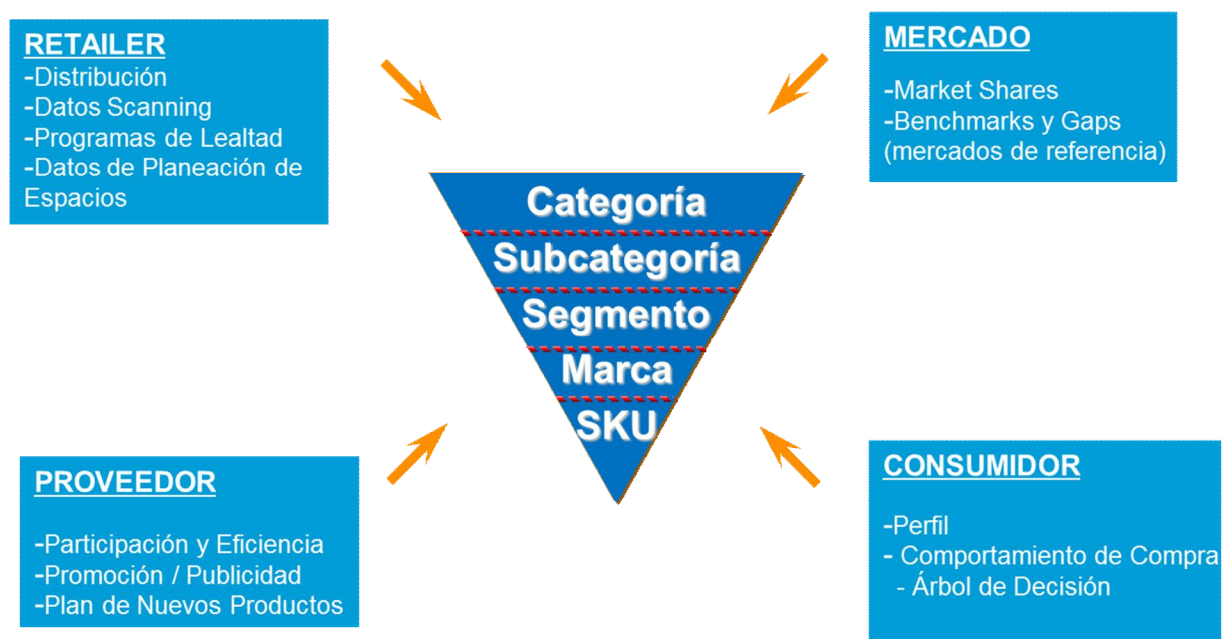 RETAILER
-Distribución
-Datos Scanning
-Programas de Lealtad
-Datos de Planeación de
Espacios
MERCADO
-Market Shares
-Benchmarks y Gaps
(mercados de referencia)
Categoría
Subcategoría
Segmento
Marca
SKU
PROVEEDOR
-Participación y Eficiencia
-Promoción / Publicidad
-Plan de Nuevos Productos
CONSUMIDOR
-Perfil
- Comportamiento de Compra
- Árbol de Decisión